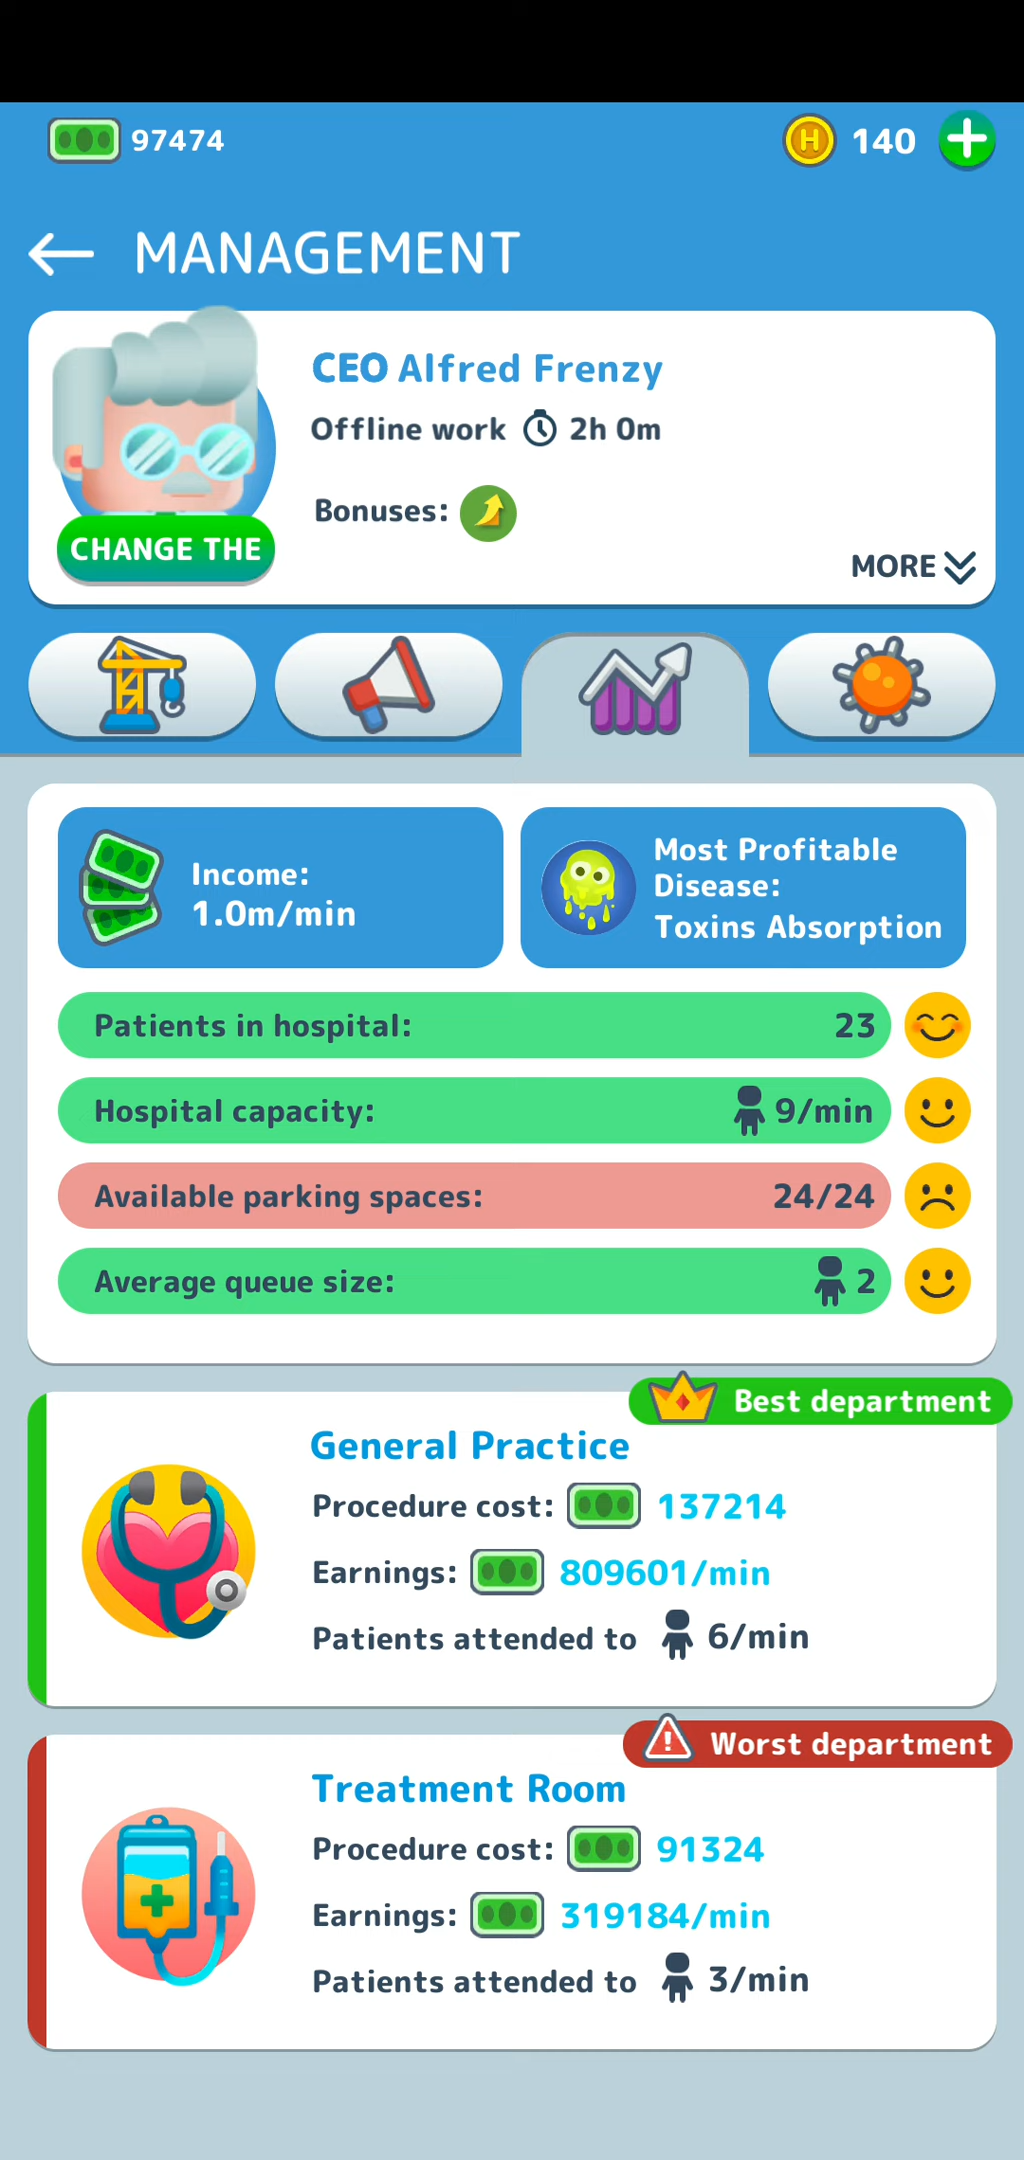 97474
H 140
MANAGEMENT
CEO Alfred Frenzy
Offline work 2h 0m
Bonuses:
CHANGE THE
MORE
Income:
1.0m/min
Most Profitable
Disease:
Toxins Absorption
Patients in hospital: 23
Hospital capacity: 9/min
Available parking spaces: 24/24
Average queue size: 2
Best department
General Practice
Procedure cost: 137214
Earnings: 809601/min
Patients attended to 6/min
Worst department
Treatment Room
Procedure cost: 91324
Earnings: 319184/min
Patients attended to 3/min